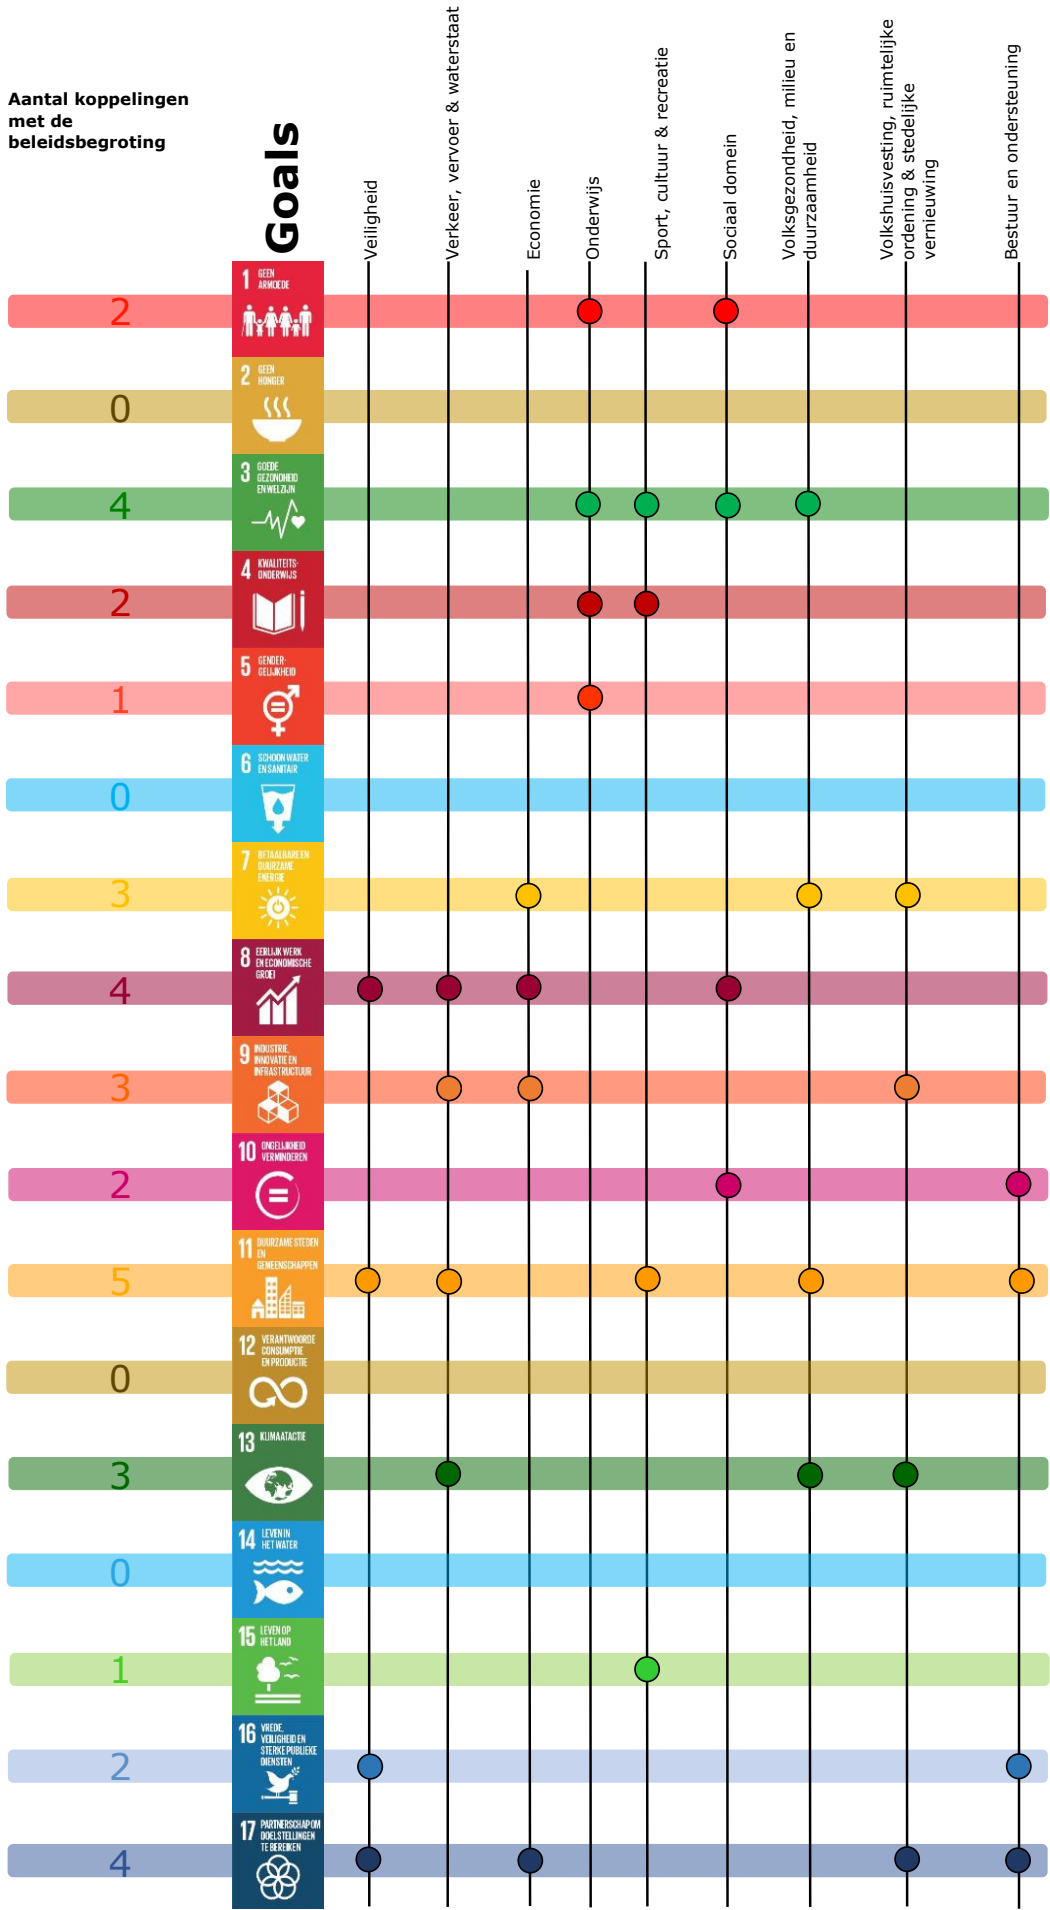 Aantal koppelingen
met de
beleidsbegroting
Goals
Veiligheid
Verkeer, vervoer & waterstaat
Economie
Onderwijs
Sport, cultuur & recreatie
Sociaal domein
Volksgezondheid, milieu en
duurzaamheid
Volkshuisvesting, ruimtelijke
ordening & stedelijke
vernieuwing
Bestuur en ondersteuning
2
1 GEEN
ARMOEDE
0
2 GEEN
HONGER
4
3 GOEDE
GEZONDHEID
EN WELZIJN
2
4 KWALITEITS-
ONDERWIJS
1
5 GENDER-
GELIJKHEID
0
6 SCHOON WATER
EN SANITAIR
3
7 BETAALBARE EN
DUURZAME
ENERGIE
4
8 EERLIJK WERK
EN ECONOMISCHE
GROEI
3
9 INDUSTRIE,
INNOVATIE EN
INFRASTRUCTUUR
2
10 ONGELIJKHEID
VERMINDEREN
5
11 DUURZAME STEDEN
EN
GEMEENSCHAPPEN
0
12 VERANTWOORDE
CONSUMPTIE
EN PRODUCTIE
3
13 KLIMAATACTIE
0
14 LEVEN IN
HET WATER
1
15 LEVEN OP
HET LAND
2
16 VREDE,
VEILIGHEID EN
STERKE PUBLIEKE
DIENSTEN
4
17 PARTNERSCHAP OM
DOELSTELLINGEN
TE BEREIKEN